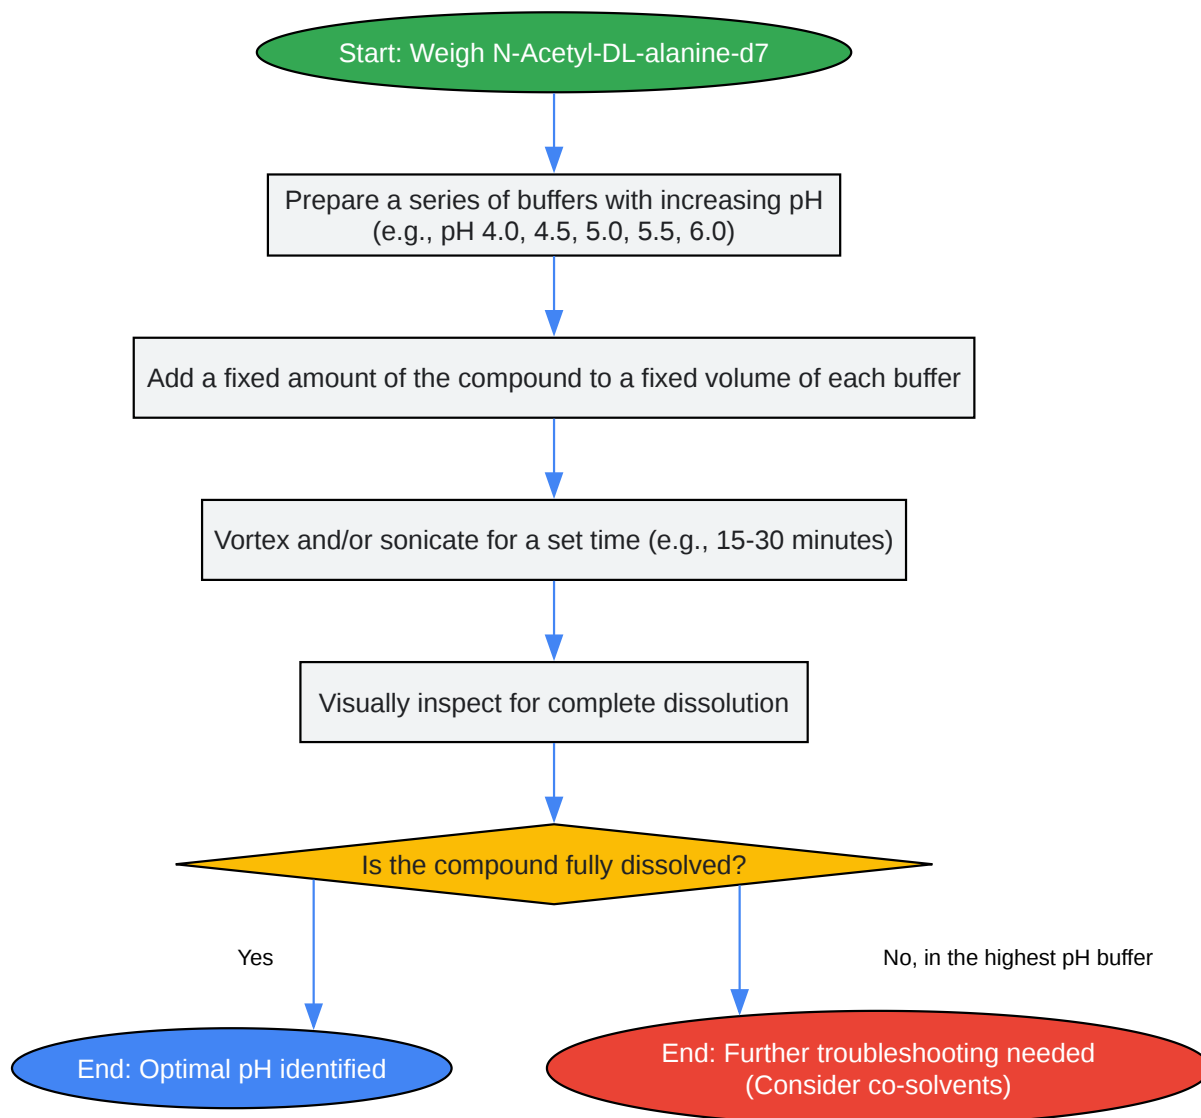 Start: Weigh N-Acetyl-DL-alanine-d7
Prepare a series of buffers with increasing pH
(e.g., pH 4.0, 4.5, 5.0, 5.5, 6.0)
Add a fixed amount of the compound to a fixed volume of each buffer
Vortex and/or sonicate for a set time (e.g., 15-30 minutes)
Visually inspect for complete dissolution
Is the compound fully dissolved?
Yes
No, in the highest pH buffer
End: Optimal pH identified
End: Further troubleshooting needed
(Consider co-solvents)